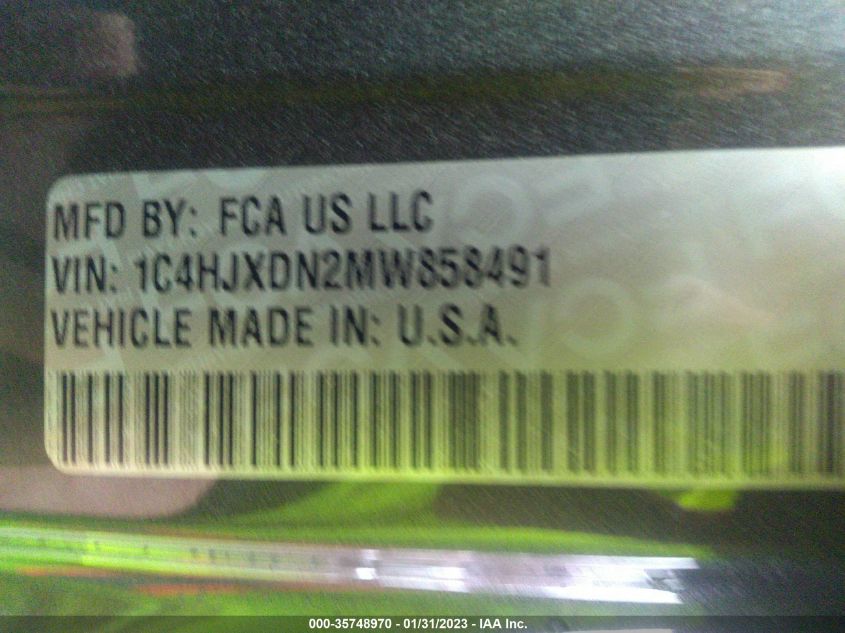 MFD BY: FCA US LLC
VIN: 1C4HJXDN2MW858491
VEHICLE MADE IN: U.S.A.
000-35748970 - 01/31/2023 - IAA Inc.